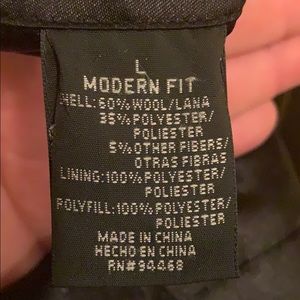 L
MODERN FIT
HELL: 60% WOOL/LANA
35% POLYESTER/
POLIESTER
5% OTHER FIBERS/
OTRAS FIBRAS
LINING: 100% POLYESTER/
POLIESTER
POLYFILL: 100% POLYESTER/
POLIESTER
MADE IN CHINA
HECHO EN CHINA
RN# 94468